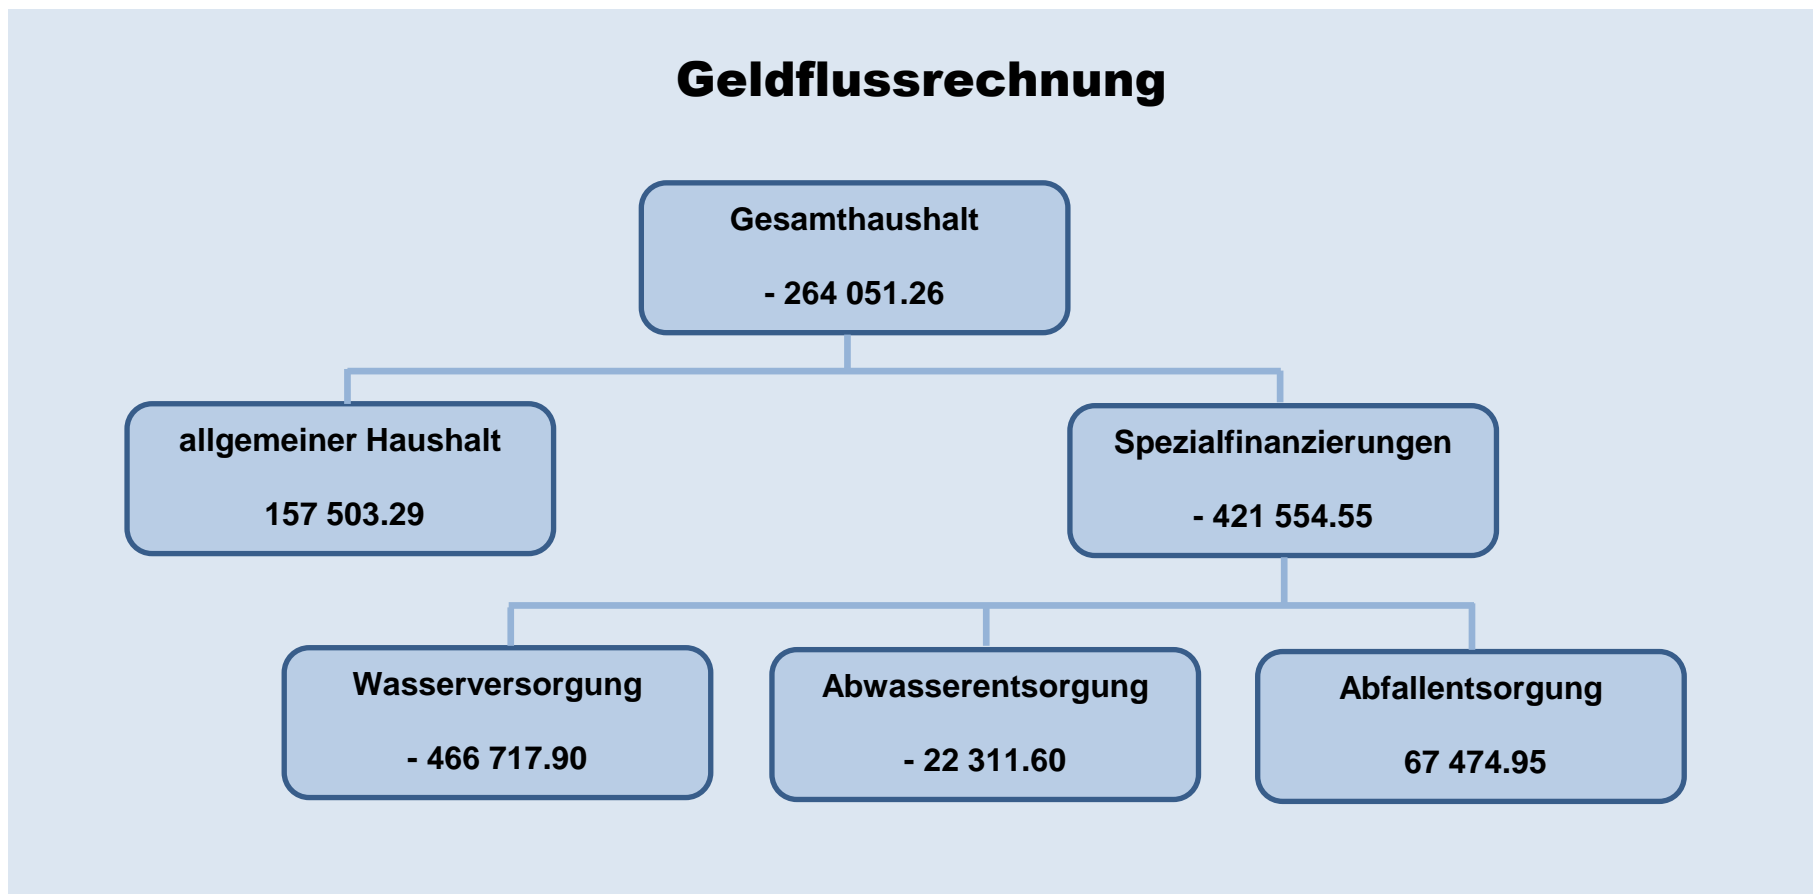 Geldflussrechnung
Gesamthaushalt
- 264 051.26
allgemeiner Haushalt
157 503.29
Spezialfinanzierungen
- 421 554.55
Wasserversorgung
- 466 717.90
Abwasserentsorgung
- 22 311.60
Abfallentsorgung
67 474.95